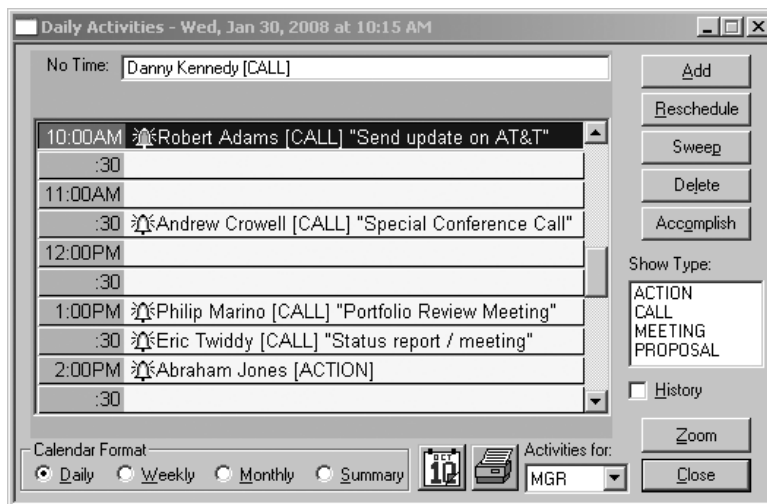 Daily Activities - Wed, Jan 30, 2008 at 10:15 AM
No Time: Danny Kennedy [CALL]
Add
Reschedule
Sweep
Delete
Accomplish
10:00AM Robert Adams [CALL] "Send update on AT&T"
:30
11:00AM
:30 Andrew Crowell [CALL] "Special Conference Call"
12:00PM
:30
1:00PM Philip Marino [CALL] "Portfolio Review Meeting"
:30 Eric Twiddy [CALL] "Status report / meeting"
2:00PM Abraham Jones [ACTION]
:30
Show Type:
ACTION
CALL
MEETING
PROPOSAL
History
Zoom
Close
Calendar Format
Daily Weekly Monthly Summary
OCT
12
Activities for:
MGR